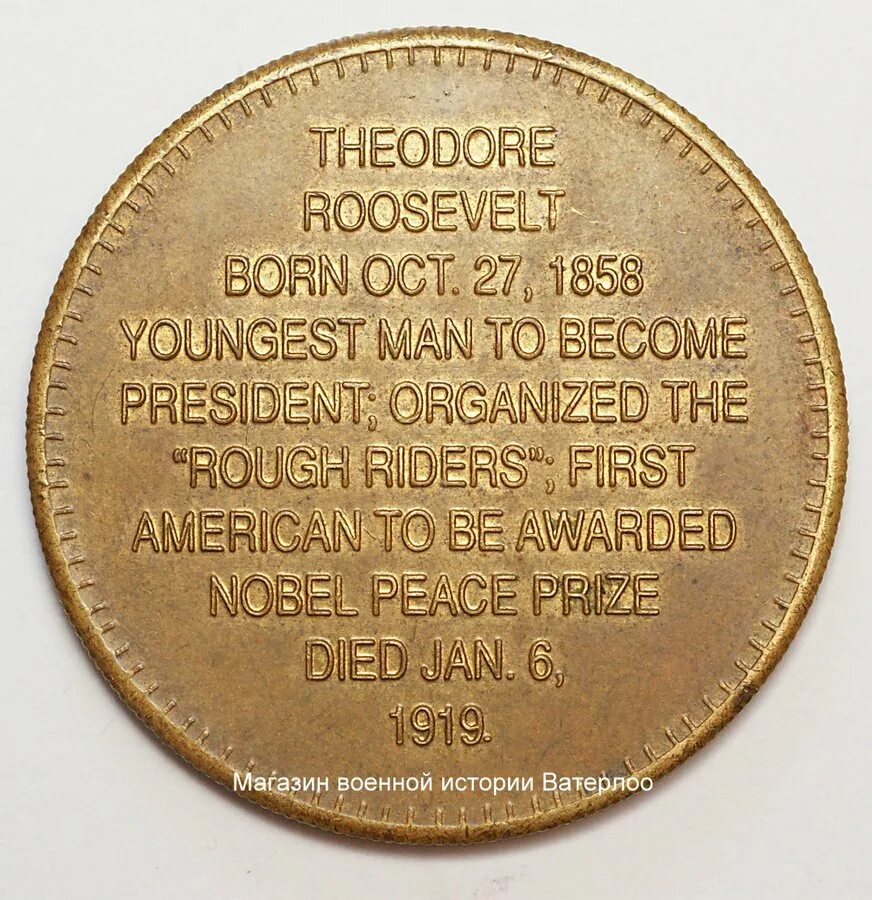 THEODORE
ROOSEVELT
BORN OCT. 27, 1858
YOUNGEST MAN TO BECOME
PRESIDENT; ORGANIZED THE
“ROUGH RIDERS”; FIRST
AMERICAN TO BE AWARDED
NOBEL PEACE PRIZE
DIED JAN. 6,
1919.
Магазин военной истории Ватерлоо